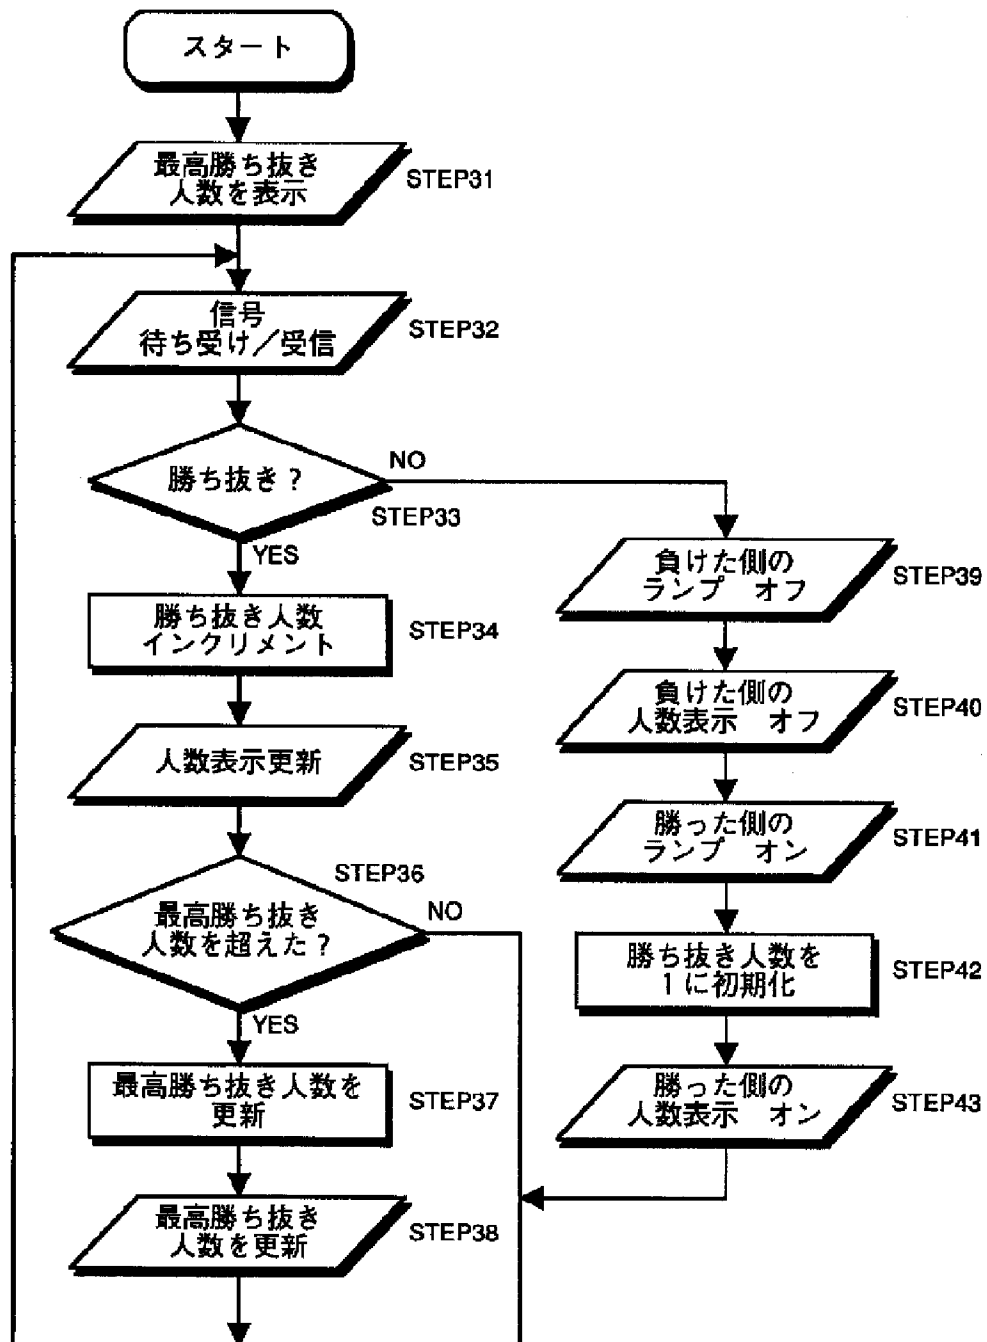 スタート
最高勝ち抜き
人数を表示
STEP31
信号
待ち受け／受信
STEP32
勝ち抜き？
NO
STEP33
YES
勝ち抜き人数
インクリメント
STEP34
人数表示更新
STEP35
STEP36
最高勝ち抜き
人数を超えた？
NO
YES
最高勝ち抜き人数を
更新
STEP37
最高勝ち抜き
人数を更新
STEP38
負けた側の
ランプ　オフ
STEP39
負けた側の
人数表示　オフ
STEP40
勝った側の
ランプ　オン
STEP41
勝ち抜き人数を
１に初期化
STEP42
勝った側の
人数表示　オン
STEP43